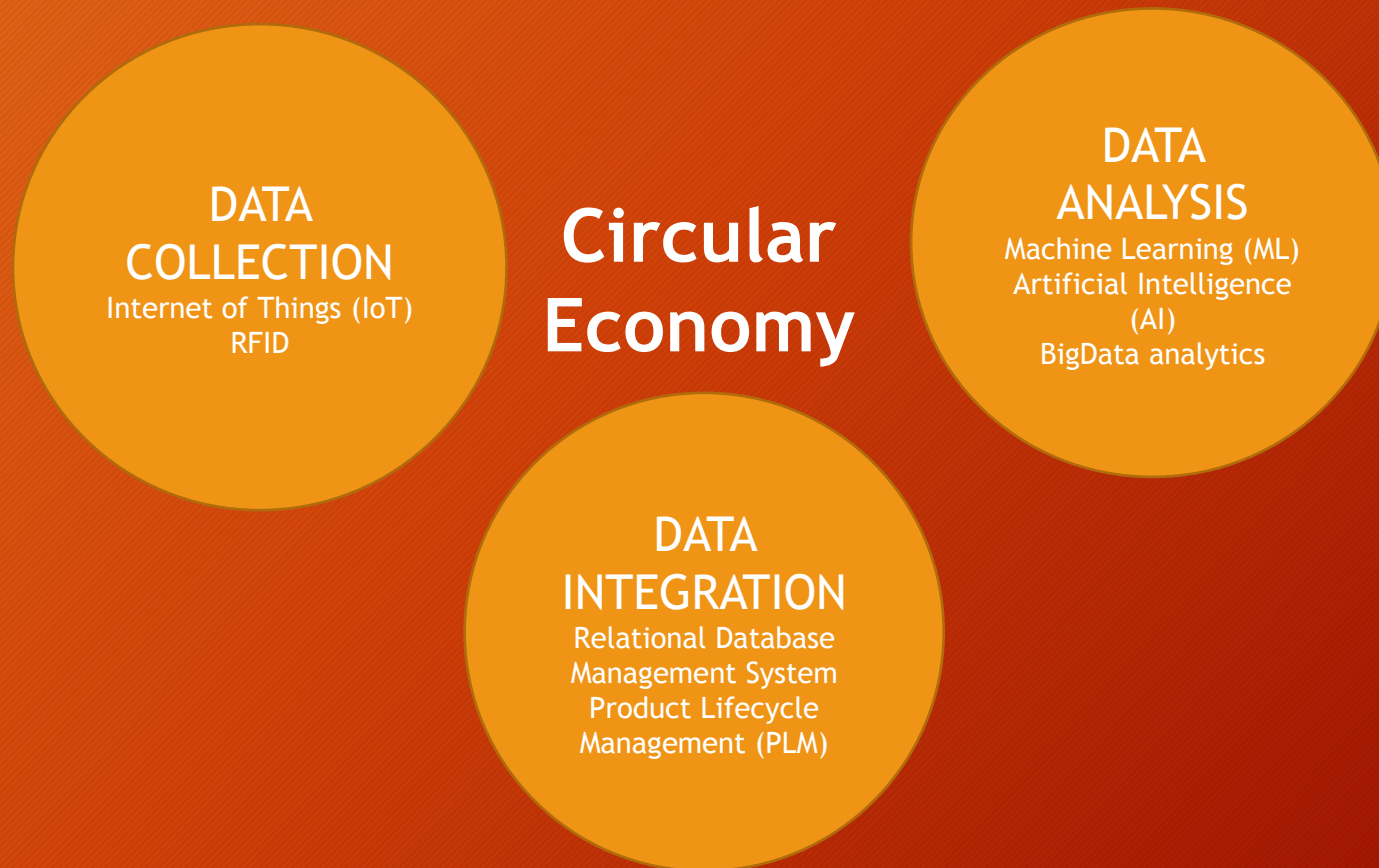 DATA
COLLECTION
Internet of Things (IoT)
RFID
Circular
Economy
DATA
ANALYSIS
Machine Learning (ML)
Artificial Intelligence
(AI)
BigData analytics
DATA
INTEGRATION
Relational Database
Management System
Product Lifecycle
Management (PLM)